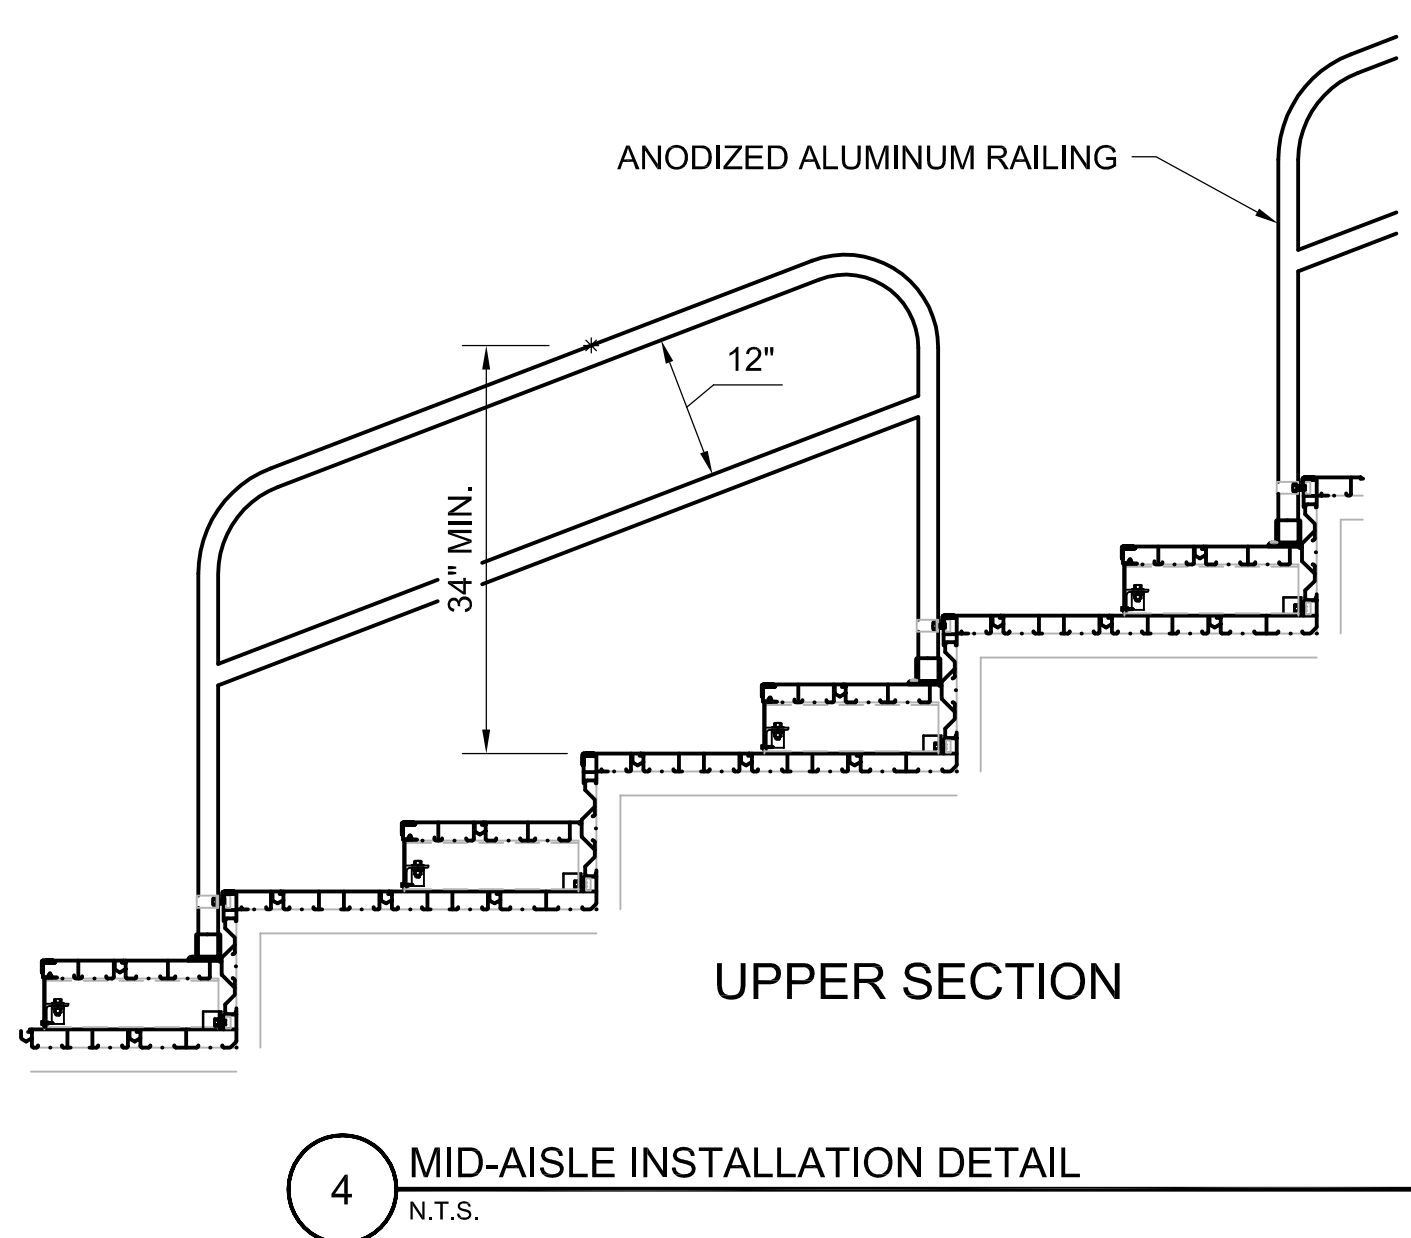 ANODIZED ALUMINUM RAILING
12"
34" MIN.
UPPER SECTION
4
MID-AISLE INSTALLATION DETAIL
N.T.S.